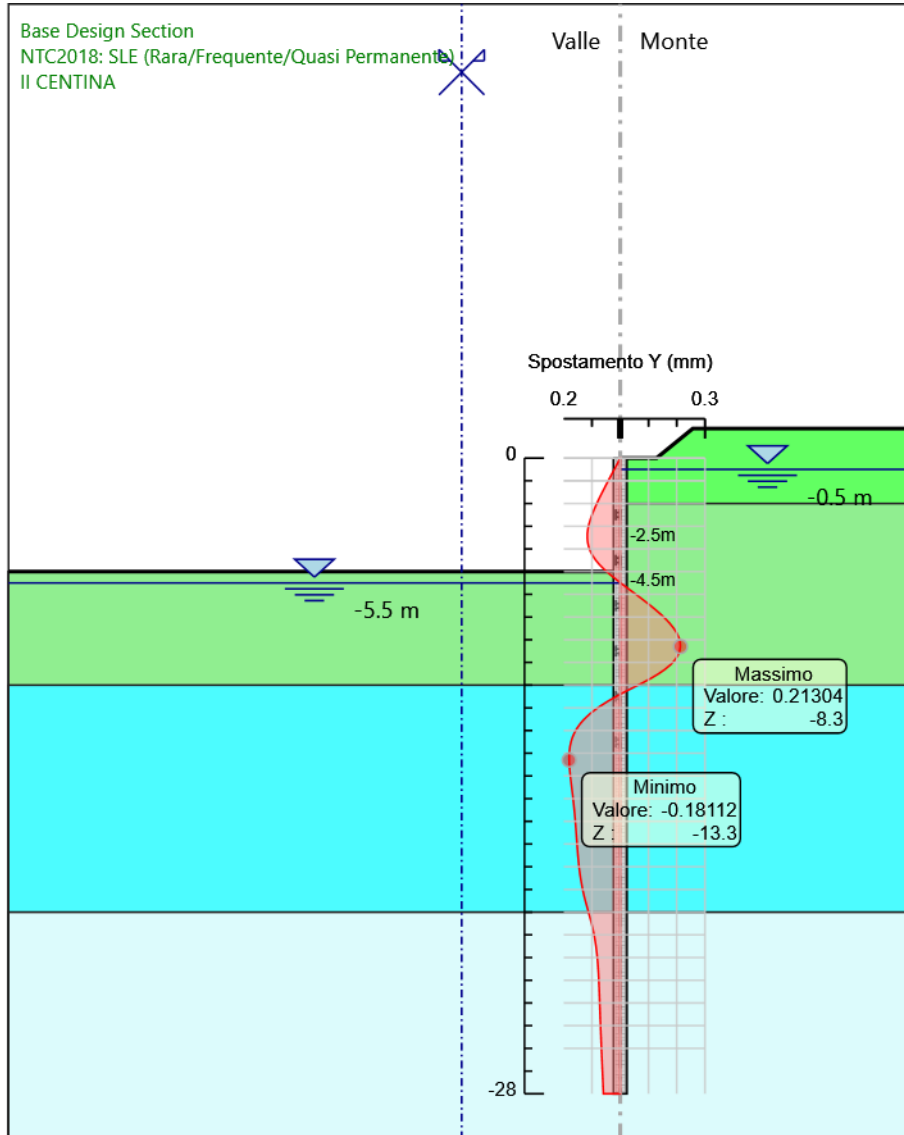 Base Design Section
NTC2018: SLE (Rara/Frequente/Quasi Permanente)
II CENTINA
Valle
Monte
Spostamento Y (mm)
0.2
0.3
0
-0.5 m
-2.5m
-4.5m
-5.5 m
Massimo
Valore: 0.21304
Z : -8.3
Minimo
Valore: -0.18112
Z : -13.3
-28